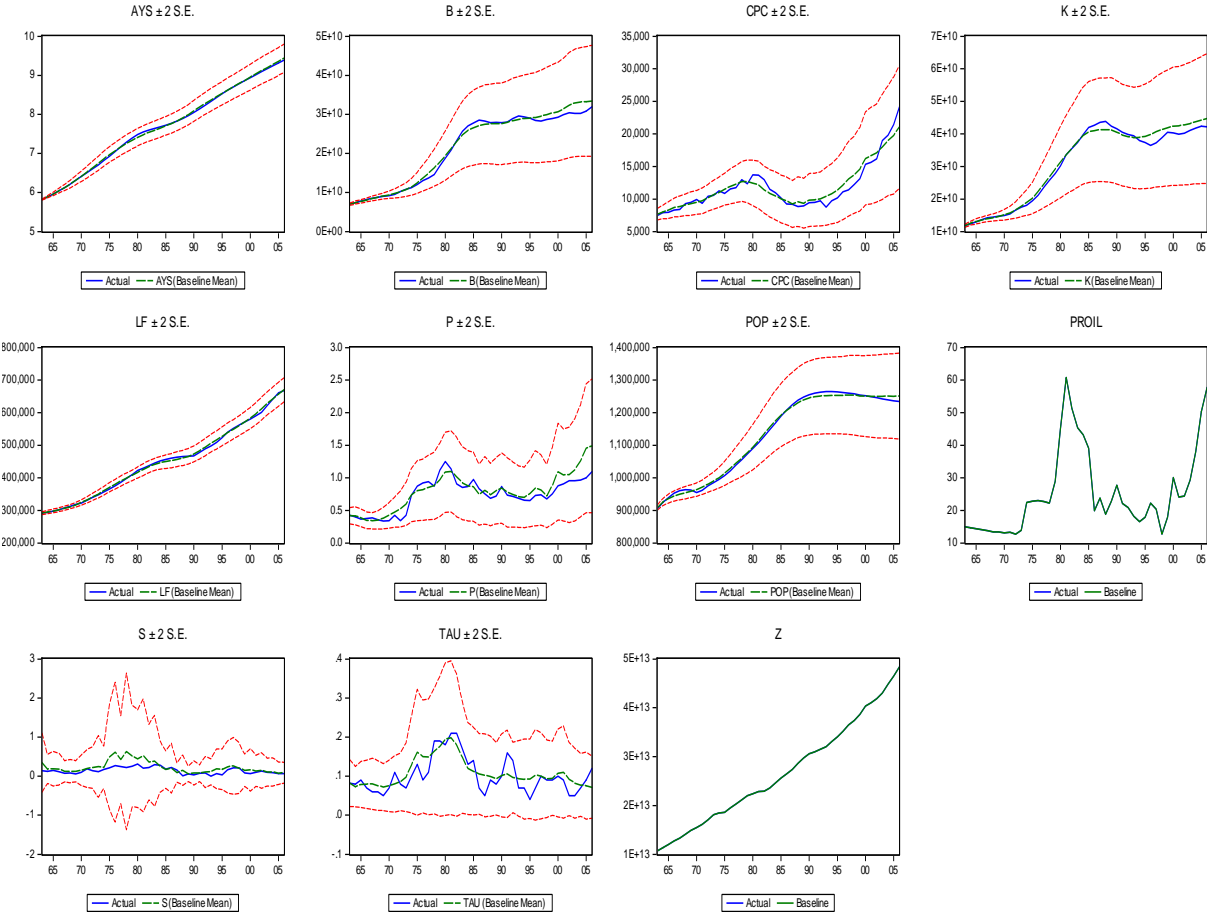 AYS ± 2 S.E.
10
9
8
7
6
5
65 70 75 80 85 90 95 00 05
Actual AYS (Baseline Mean)
B ± 2 S.E.
5E+10
4E+10
3E+10
2E+10
1E+10
0E+00
65 70 75 80 85 90 95 00 05
Actual B (Baseline Mean)
CPC ± 2 S.E.
35,000
30,000
25,000
20,000
15,000
10,000
5,000
65 70 75 80 85 90 95 00 05
Actual CPC (Baseline Mean)
K ± 2 S.E.
7E+10
6E+10
5E+10
4E+10
3E+10
2E+10
1E+10
65 70 75 80 85 90 95 00 05
Actual K (Baseline Mean)
LF ± 2 S.E.
800,000
700,000
600,000
500,000
400,000
300,000
200,000
65 70 75 80 85 90 95 00 05
Actual LF (Baseline Mean)
P ± 2 S.E.
3.0
2.5
2.0
1.5
1.0
0.5
0.0
65 70 75 80 85 90 95 00 05
Actual P (Baseline Mean)
POP ± 2 S.E.
1,400,000
1,300,000
1,200,000
1,100,000
1,000,000
900,000
800,000
65 70 75 80 85 90 95 00 05
Actual POP (Baseline Mean)
PROIL
70
60
50
40
30
20
10
65 70 75 80 85 90 95 00 05
Actual Baseline
S ± 2 S.E.
3
2
1
0
-1
-2
65 70 75 80 85 90 95 00 05
Actual S (Baseline Mean)
TAU ± 2 S.E.
.4
.3
.2
.1
.0
-.1
65 70 75 80 85 90 95 00 05
Actual TAU (Baseline Mean)
Z
5E+13
4E+13
3E+13
2E+13
1E+13
65 70 75 80 85 90 95 00 05
Actual Baseline